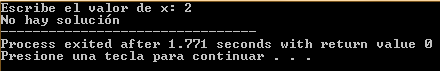 Escribe el valor de x: 2
No hay solución
--------------------------------
Process exited after 1.771 seconds with return value 0
Presione una tecla para continuar . . .